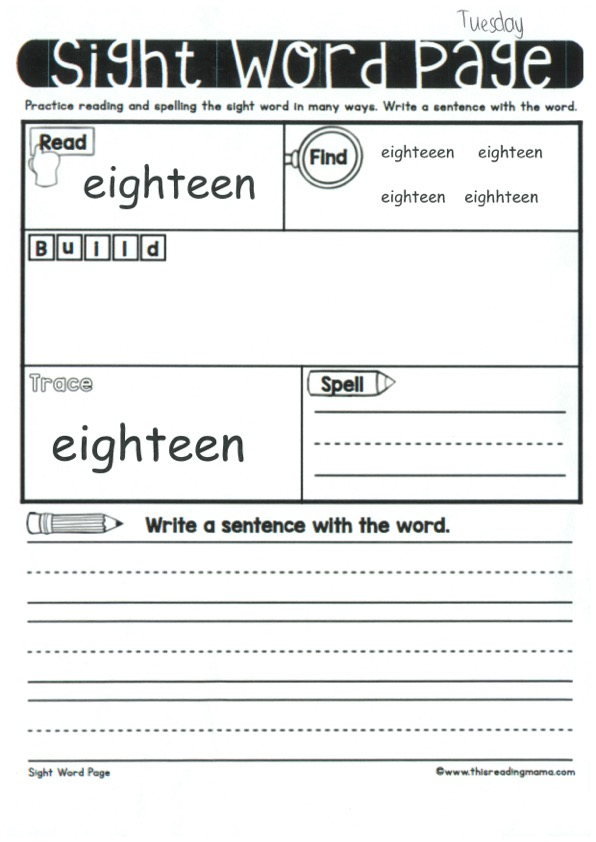 Tuesday
Sight Word Page
Practice reading and spelling the sight word in many ways. Write a sentence with the word.
Read
eighteen
Find
eighteeen eighteen
eighteen eighhteen
Build
Trace
eighteen
Spell
Write a sentence with the word.
Sight Word Page ©www.thisreadingmama.com